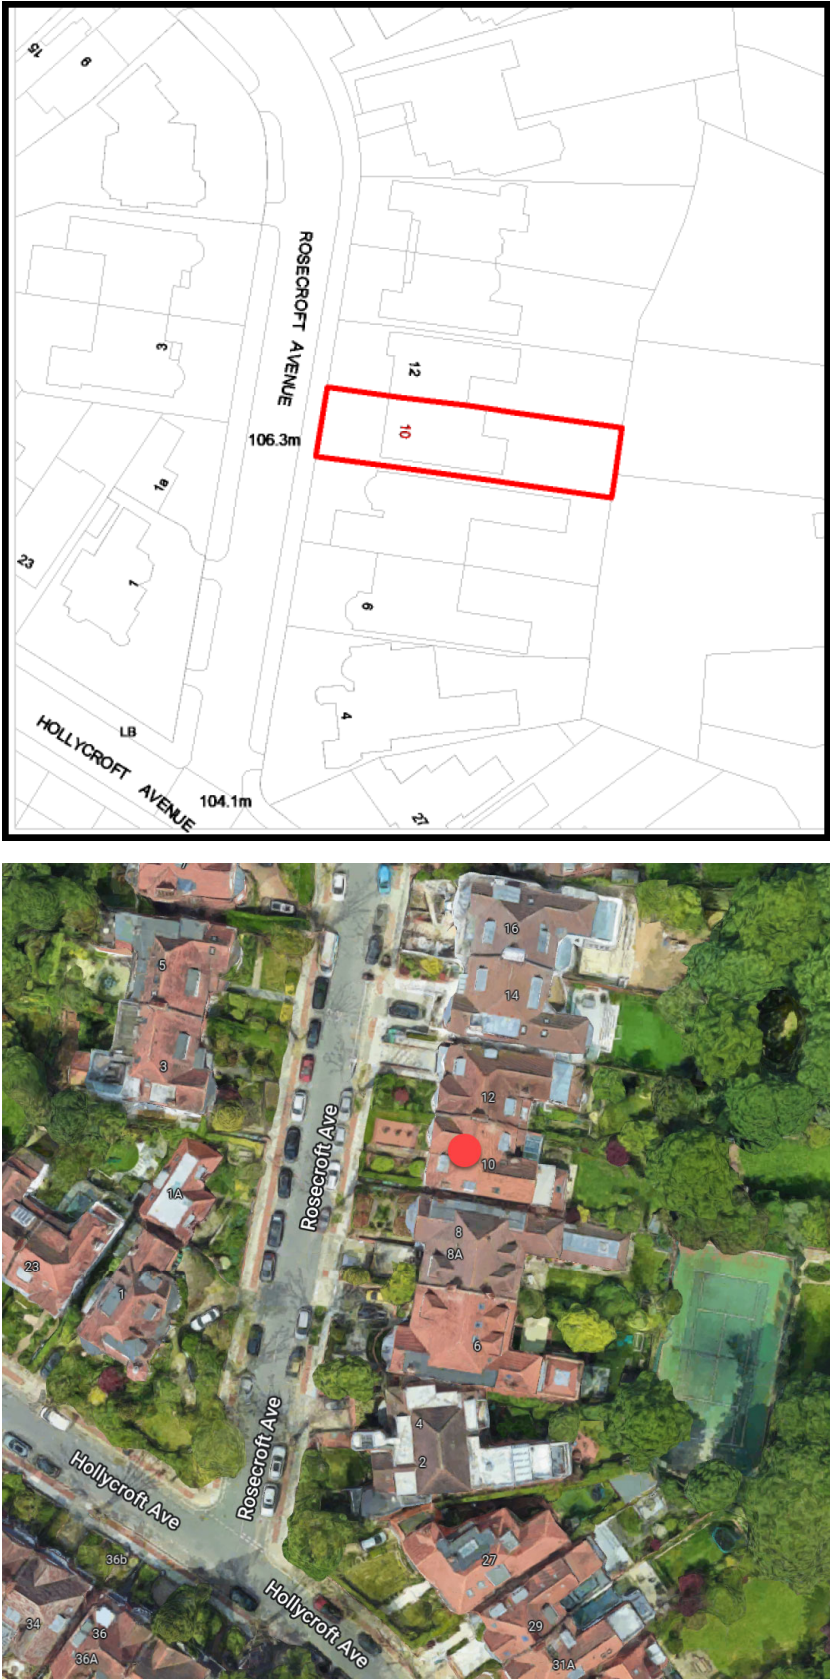 15
9
ROSECROFT AVENUE
3
12
10
106.3m
1a
23
1
6
4
LB
HOLLYCROFT AVENUE
104.1m
27
16
5
14
3
12
Rosecroft Ave
10
1A
8
8A
23
1
6
4
2
Rosecroft Ave
Hollycroft Ave
36b
27
Hollycroft Ave
34
36
29
36A
31A